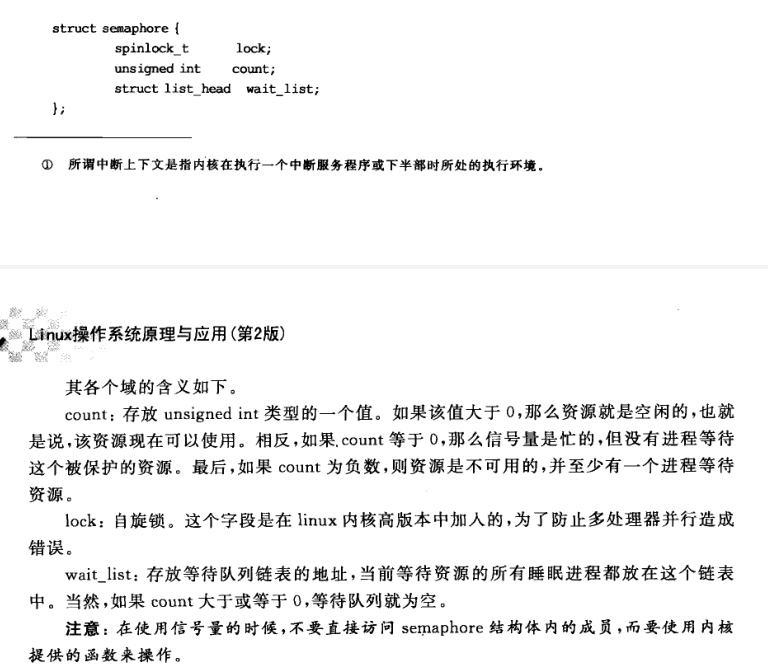 struct semaphore {
spinlock_t lock;
unsigned int count;
struct list_head wait_list;
};
① 所谓中断上下文是指内核在执行一个中断服务程序或下半部时所处的执行环境。
Linux操作系统原理与应用(第2版)
其各个域的含义如下。
count: 存放 unsigned int 类型的一个值。如果该值大于 0,那么资源就是空闲的,也就
是说,该资源现在可以使用。相反,如果 count 等于 0,那么信号量是忙的,但没有进程等待
这个被保护的资源。最后,如果 count 为负数,则资源是不可用的,并至少有一个进程等待
资源。
lock: 自旋锁。这个字段是在 linux 内核高版本中加入的,为了防止多处理器并行造成
错误。
wait_list: 存放等待队列链表的地址,当前等待资源的所有睡眠进程都放在这个链表
中。当然,如果 count 大于或等于 0,等待队列就为空。
注意: 在使用信号量的时候,不要直接访问 semaphore 结构体内的成员,而要使用内核
提供的函数来操作。